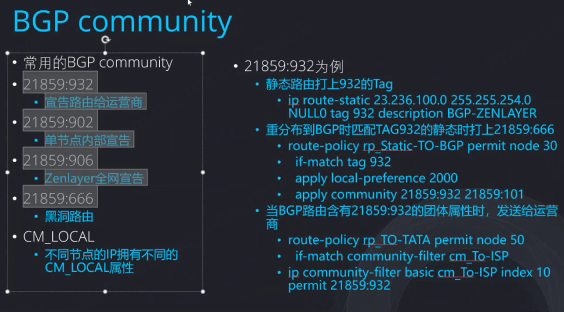 BGP community
常用的BGP community
21859:932
宣告路由给运营商
21859:902
单节点内部宣告
21859:906
Zenlayer全网宣告
21859:666
黑洞路由
CM_LOCAL
不同节点的IP拥有不同的
CM_LOCAL属性
21859:932为例
静态路由打上932的Tag
ip route-static 23.236.100.0 255.255.254.0
NULL0 tag 932 description BGP-ZENLAYER
重分布到BGP时匹配TAG932的静态时打上21859:666
route-policy rp_Static-TO-BGP permit node 30
if-match tag 932
apply local-preference 2000
apply community 21859:932 21859:101
当BGP路由含有21859:932的团体属性时，发送给运营
商
route-policy rp_TO-TATA permit node 50
if-match community-filter cm_To-ISP
ip community-filter basic cm_To-ISP index 10
permit 21859:932